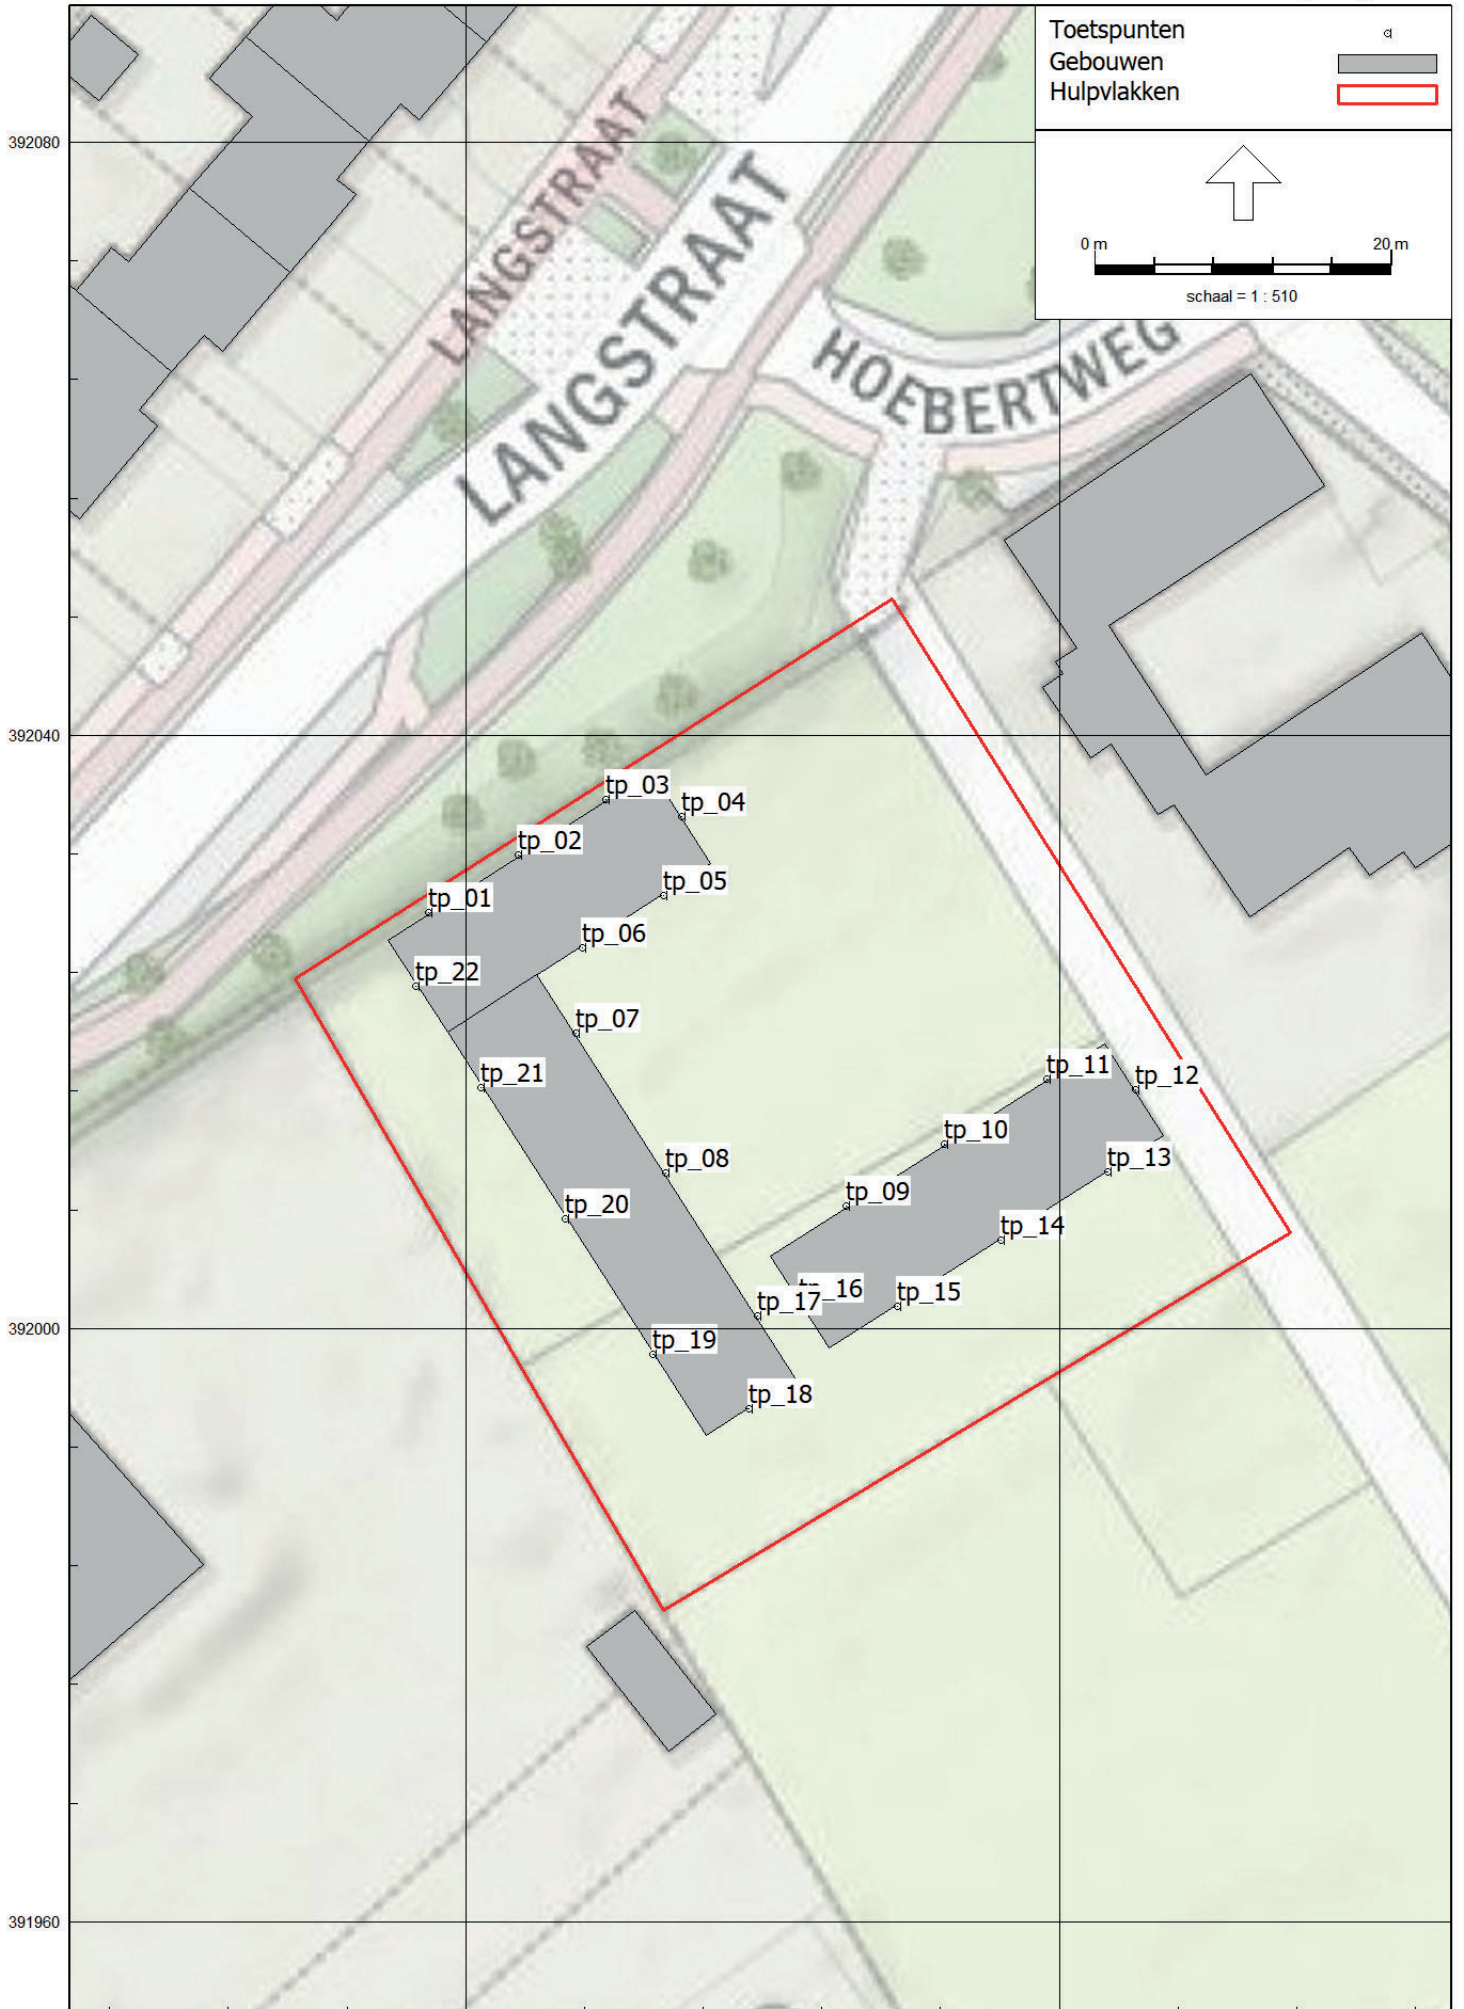 Toetspunten
Gebouwen
Hulpvlakken
0 m 20 m
schaal = 1 : 510
392080
LANGSTRAAT
LANGSTRAAT
HOEBERTWEG
392040
tp_03
tp_04
tp_02
tp_05
tp_01
tp_06
tp_22
tp_07
tp_21
tp_11
tp_12
tp_10
tp_08
tp_13
tp_09
tp_20
tp_14
tp_16
tp_17
tp_15
392000
tp_19
tp_18
391960